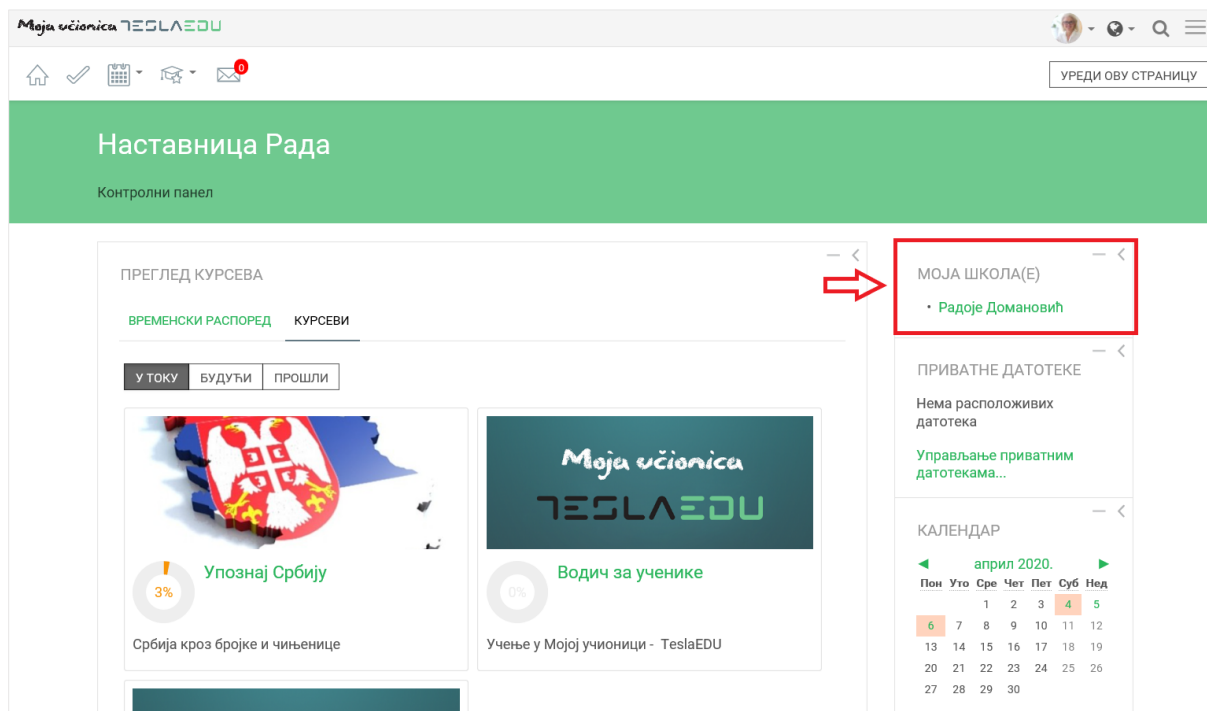 Moja učionica TESLAEDU
0
УРЕДИ ОВУ СТРАНИЦУ
Наставница Рада
Контролни панел
ПРЕГЛЕД КУРСЕВА
ВРЕМЕНСКИ РАСПОРЕД КУРСЕВИ
У ТОКУ БУДУЋИ ПРОШЛИ
Moja učionica
TESLAEDU
3%
Упознај Србију
0%
Водич за ученике
Србија кроз бројке и чињенице
Учење у Мојој учионици - TeslaEDU
МОЈА ШКОЛА(Е)
• Радоје Домановић
ПРИВАТНЕ ДАТОТЕКЕ
Нема расположивих
датотека
Управљање приватним
датотекама...
КАЛЕНДАР
◄ април 2020. ►
Пон Уто Сре Чет Пет Суб Нед
1 2 3 4 5
6 7 8 9 10 11 12
13 14 15 16 17 18 19
20 21 22 23 24 25 26
27 28 29 30